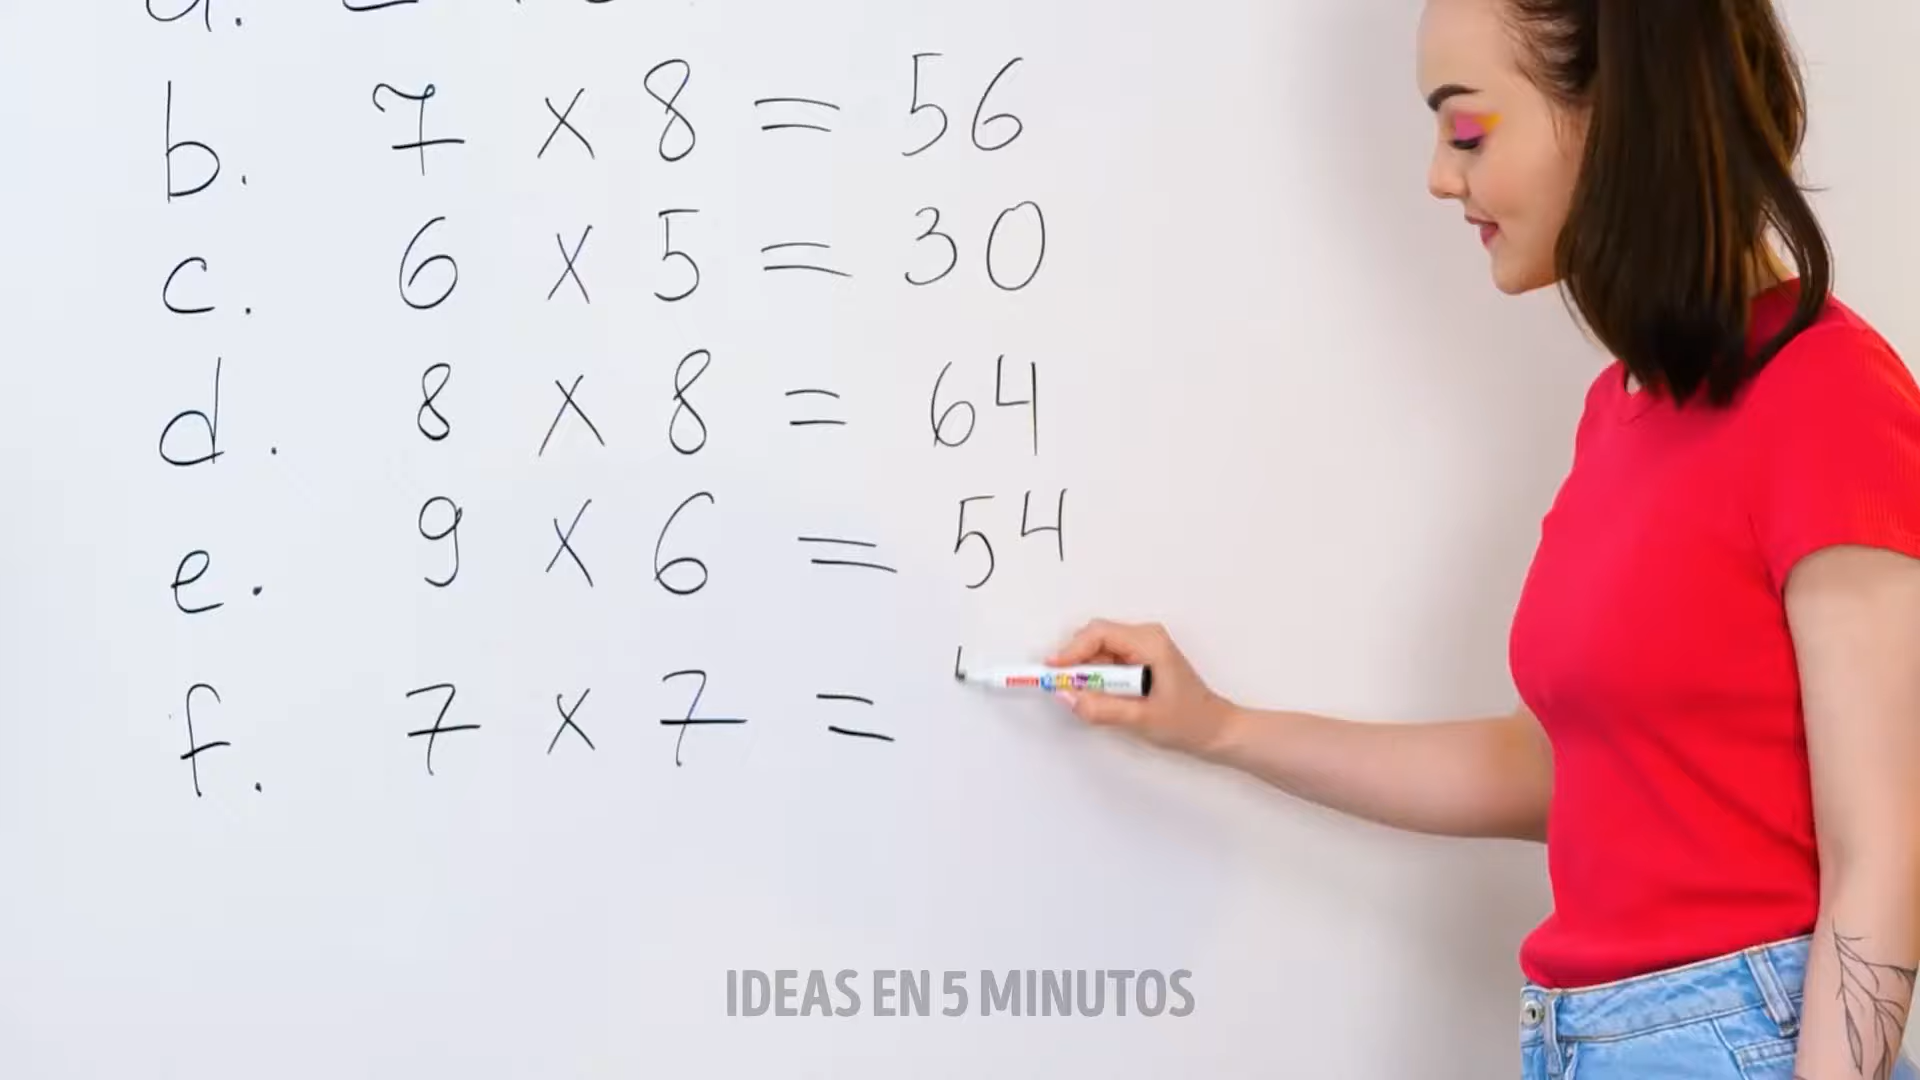 b. 7 x 8 = 56
c. 6 x 5 = 30
d. 8 x 8 = 64
e. 9 x 6 = 54
f. 7 x 7 =
IDEAS EN 5 MINUTOS